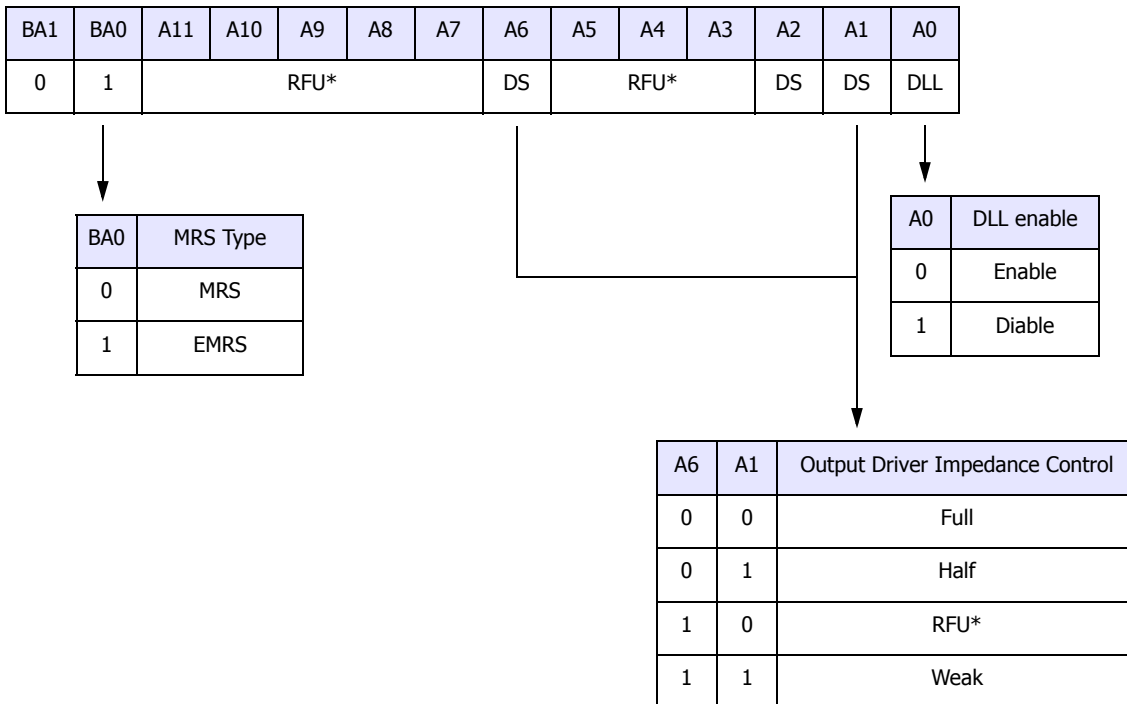 BA1 BA0 A11 A10 A9 A8 A7 A6 A5 A4 A3 A2 A1 A0
0 1 RFU* DS RFU* DS DS DLL
BA0 MRS Type
0 MRS
1 EMRS
A0 DLL enable
0 Enable
1 Diable
A6 A1 Output Driver Impedance Control
0 0 Full
0 1 Half
1 0 RFU*
1 1 Weak